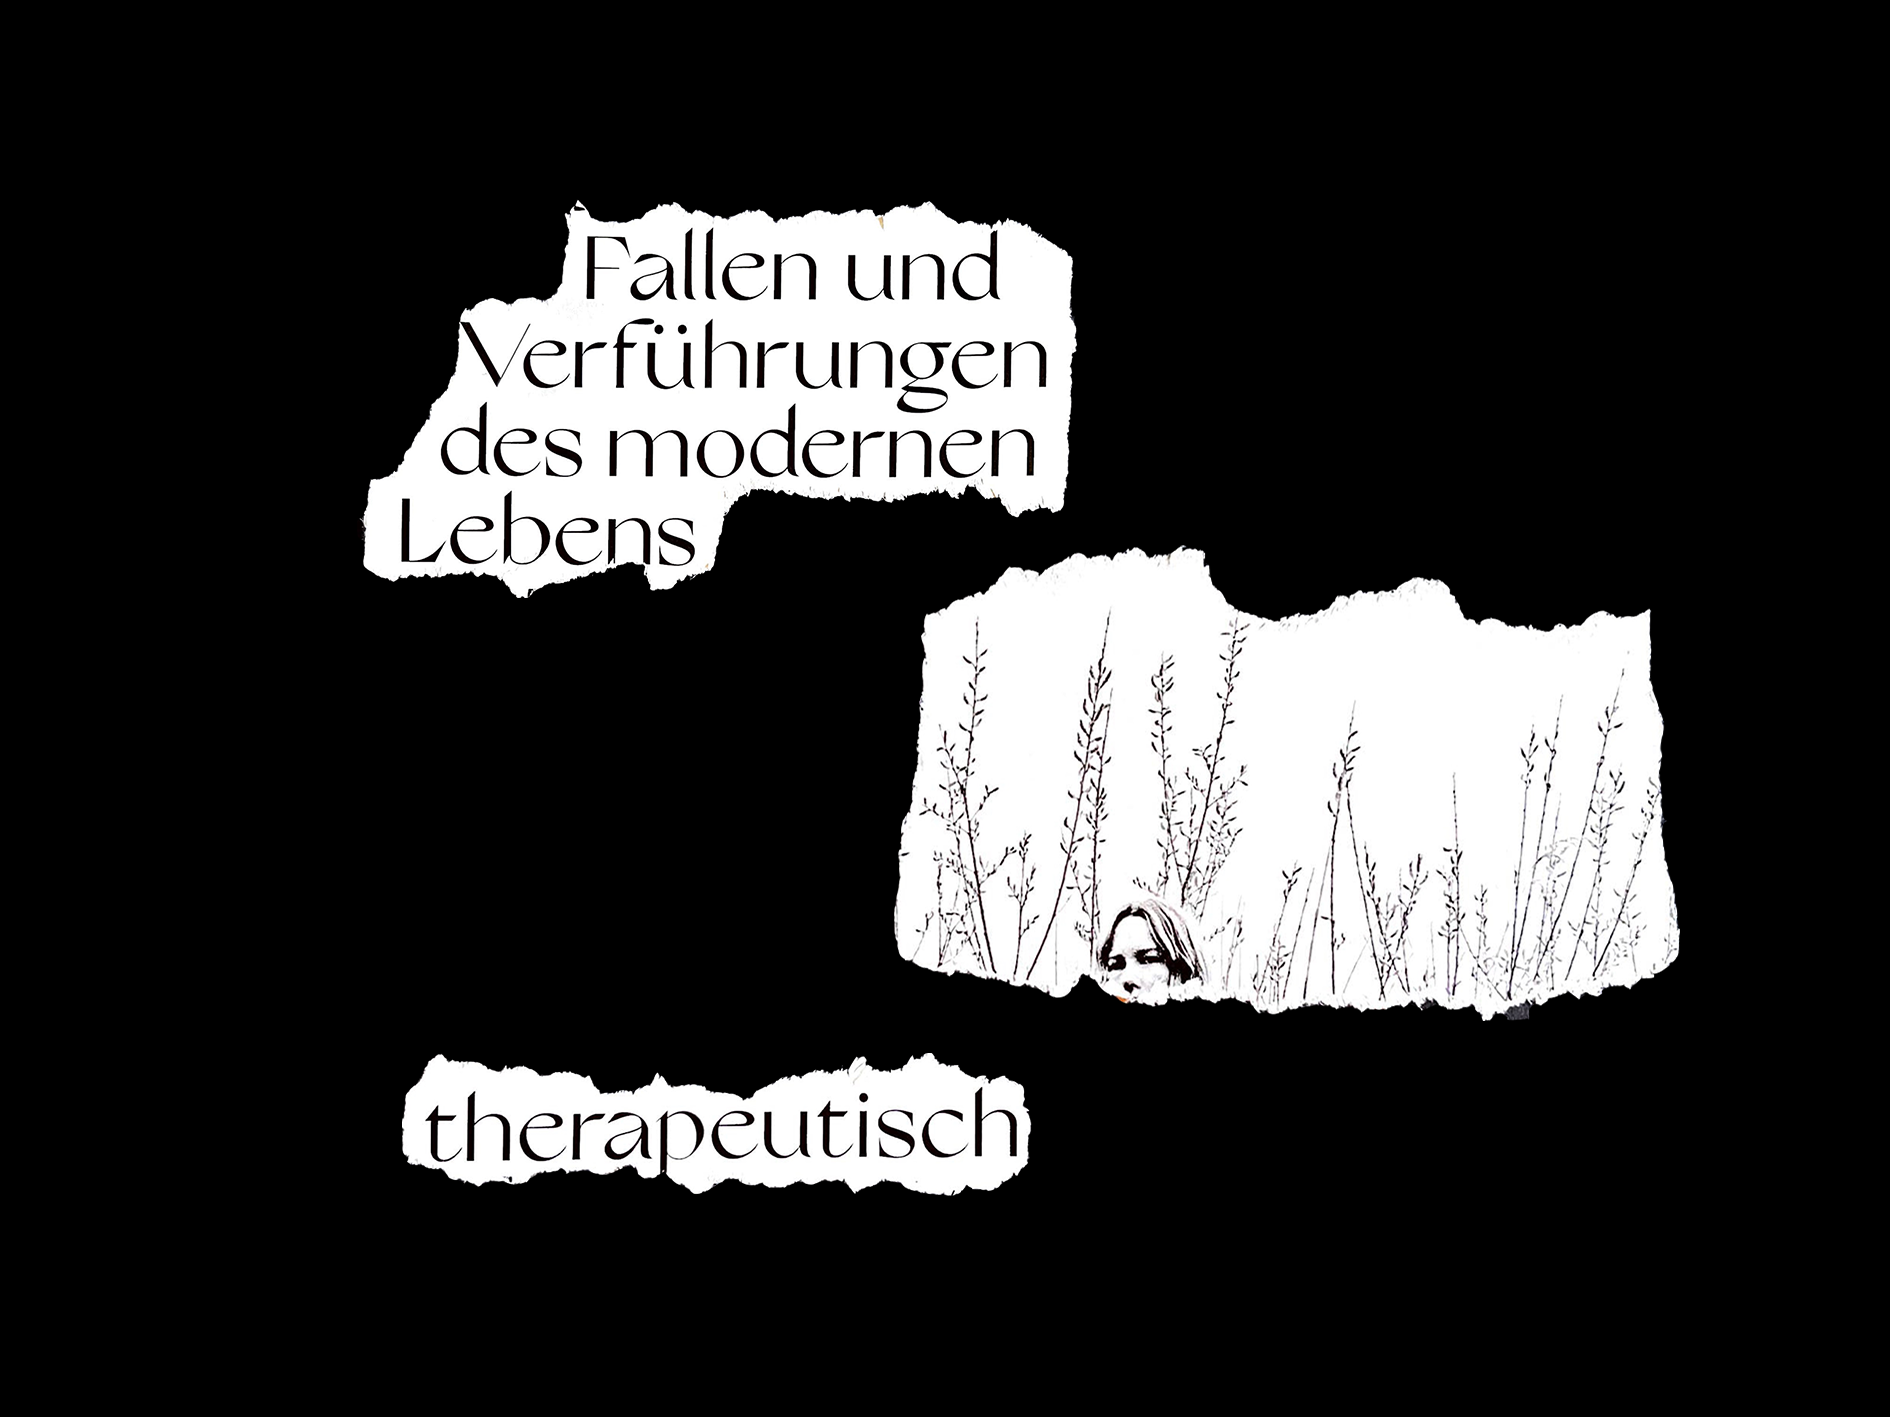 Fallen und
Verführungen
des modernen
Lebens
therapeutisch